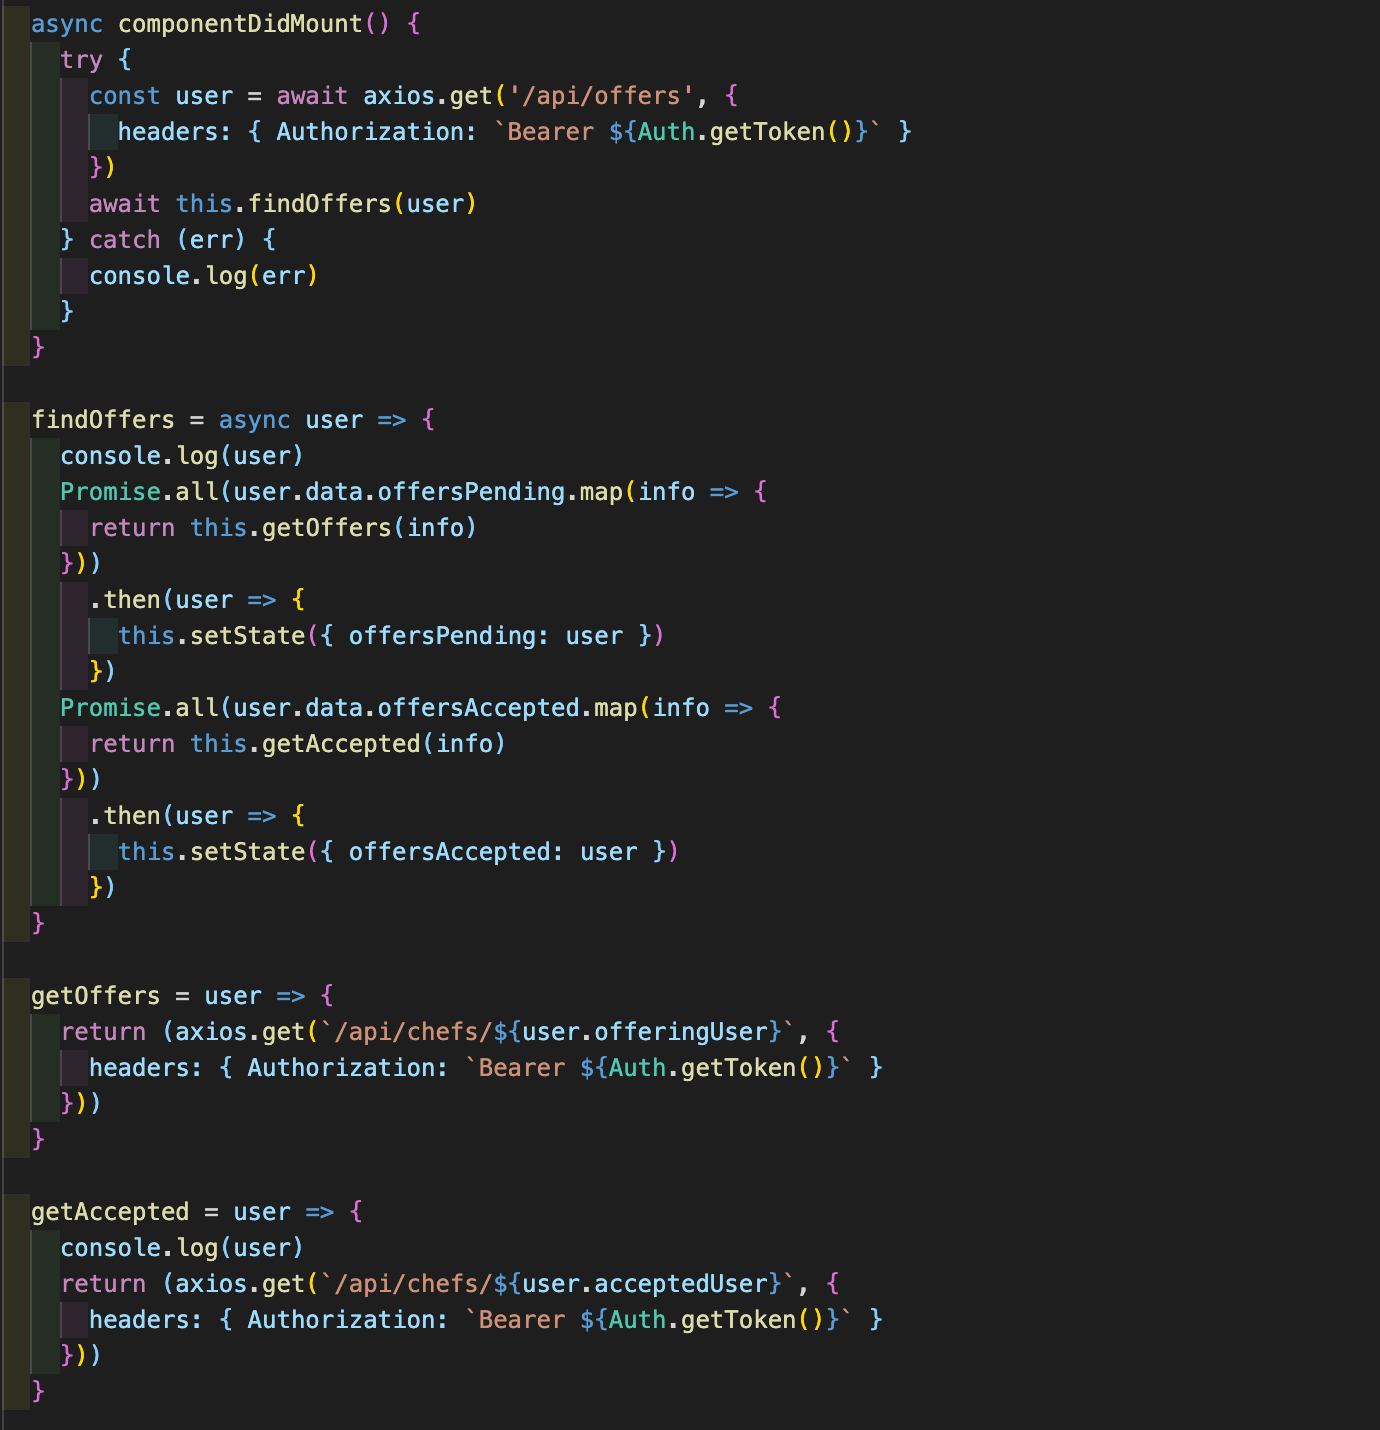 async componentDidMount() {
  try {
    const user = await axios.get('/api/offers', {
      headers: { Authorization: `Bearer ${Auth.getToken()}` }
    })
    await this.findOffers(user)
  } catch (err) {
    console.log(err)
  }
}

findOffers = async user => {
  console.log(user)
  Promise.all(user.data.offersPending.map(info => {
    return this.getOffers(info)
  }))
    .then(user => {
      this.setState({ offersPending: user })
    })
  Promise.all(user.data.offersAccepted.map(info => {
    return this.getAccepted(info)
  }))
    .then(user => {
      this.setState({ offersAccepted: user })
    })
}

getOffers = user => {
  return (axios.get(`/api/chefs/${user.offeringUser}`, {
    headers: { Authorization: `Bearer ${Auth.getToken()}` }
  }))
}

getAccepted = user => {
  console.log(user)
  return (axios.get(`/api/chefs/${user.acceptedUser}`, {
    headers: { Authorization: `Bearer ${Auth.getToken()}` }
  }))
}